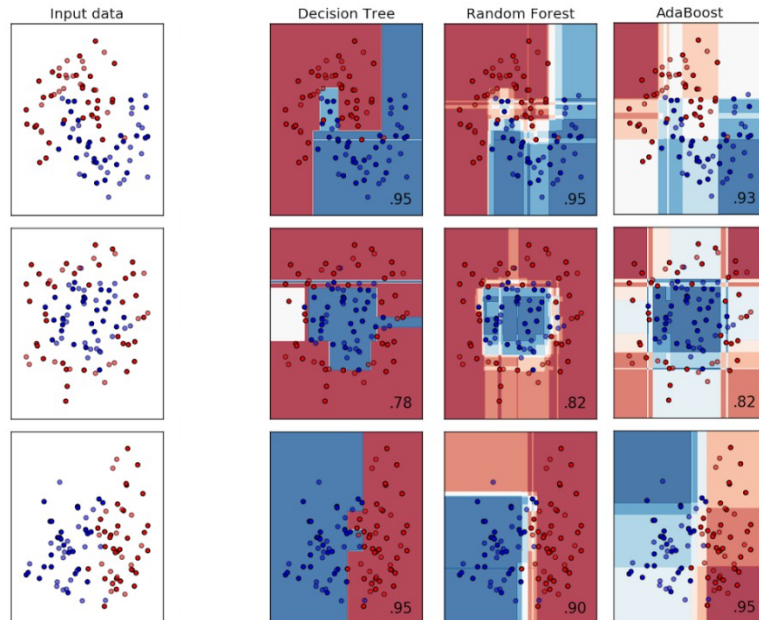 Input data Decision Tree Random Forest AdaBoost
.95 .95 .93
.78 .82 .82
.95 .90 .95